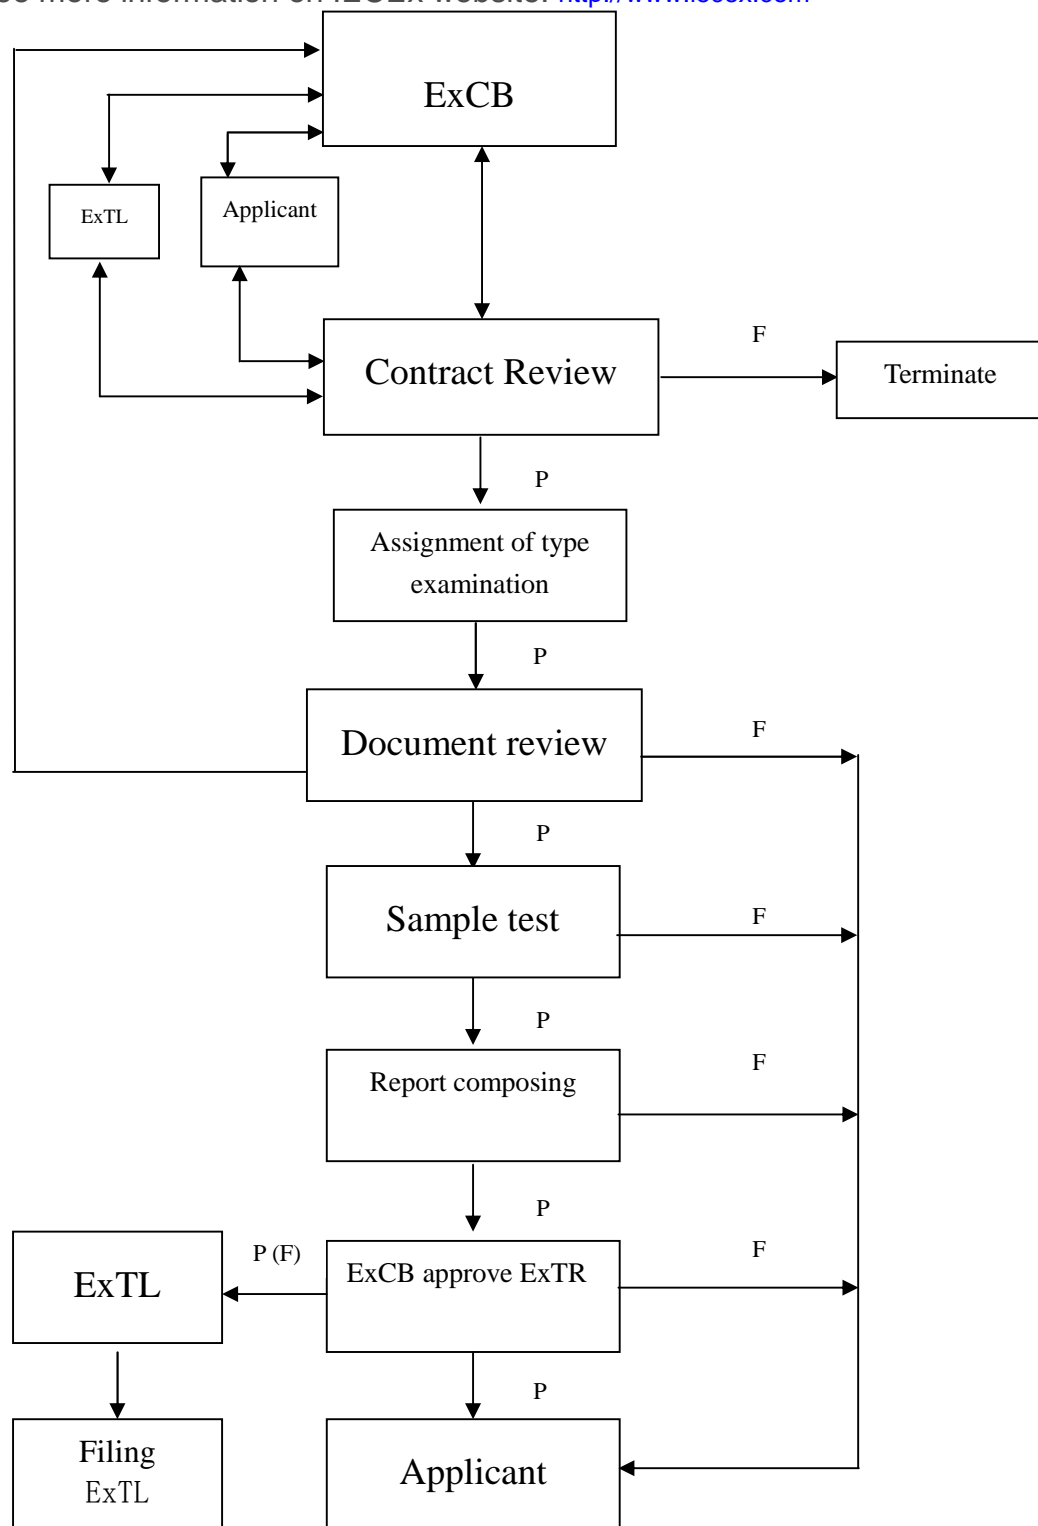 more information on IECEx website: http://www.iecex.com
ExCB
ExTL
Applicant
Contract Review
F
Terminate
P
Assignment of type
examination
P
Document review
F
P
Sample test
F
P
Report composing
F
P
ExTL
P (F)
ExCB approve ExTR
F
P
Filing
ExTL
Applicant